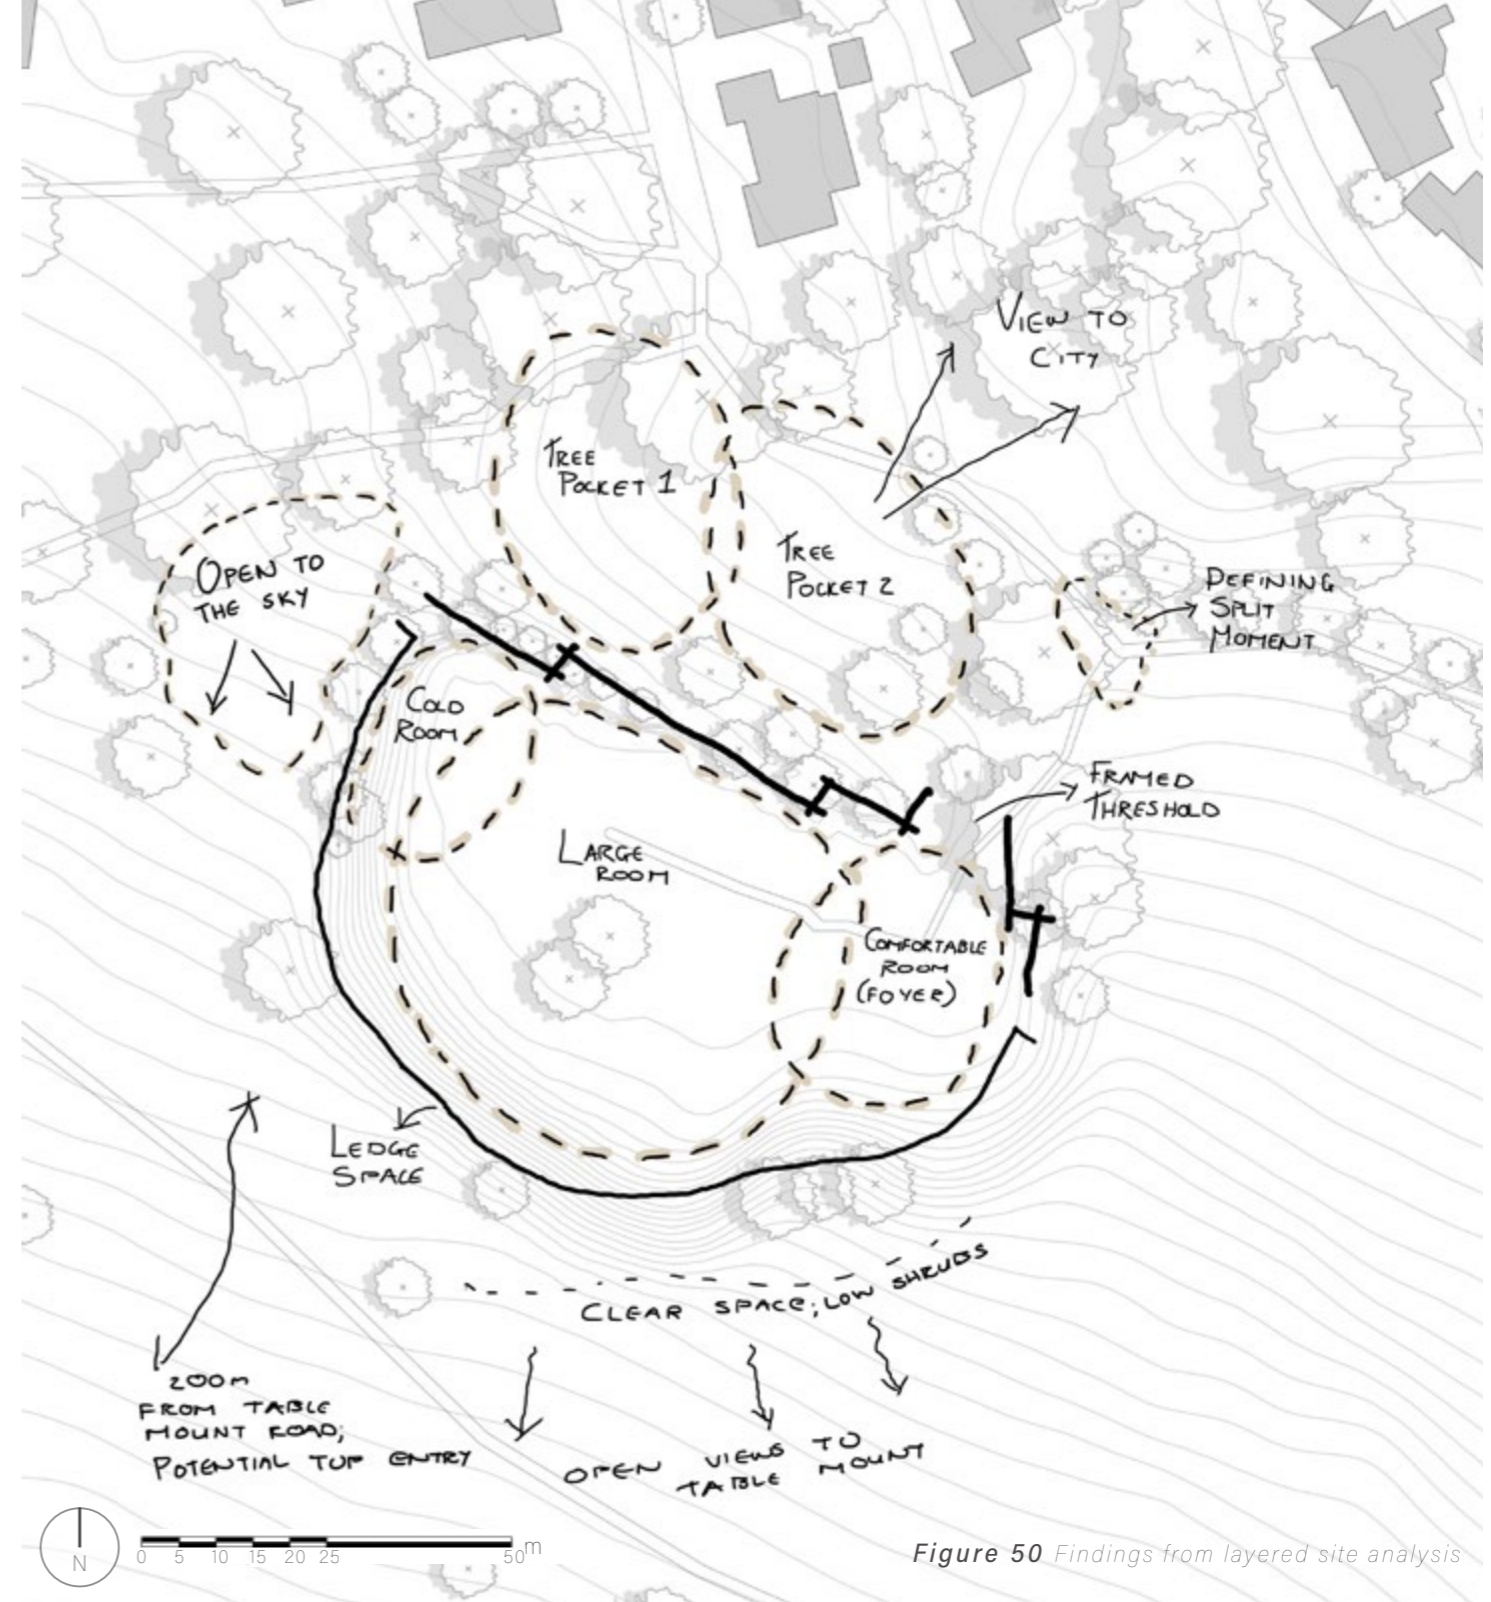 VIEW TO
CITY
TREE
POCKET 1
TREE
POCKET 2
OPEN TO
THE SKY
DEFINING
SPLIT
MOMENT
COLD
ROOM
FRAMED
THRESHOLD
LARGE
ROOM
COMFORTABLE
ROOM
(FOYER)
LEDGE
SPACE
CLEAR SPACE; LOW SHRUBS
200m
FROM TABLE
MOUNT ROAD;
POTENTIAL TOP ENTRY
OPEN VIEWS TO
TABLE MOUNT
N
0 5 10 15 20 25 50 m
Figure 50 Findings from layered site analysis